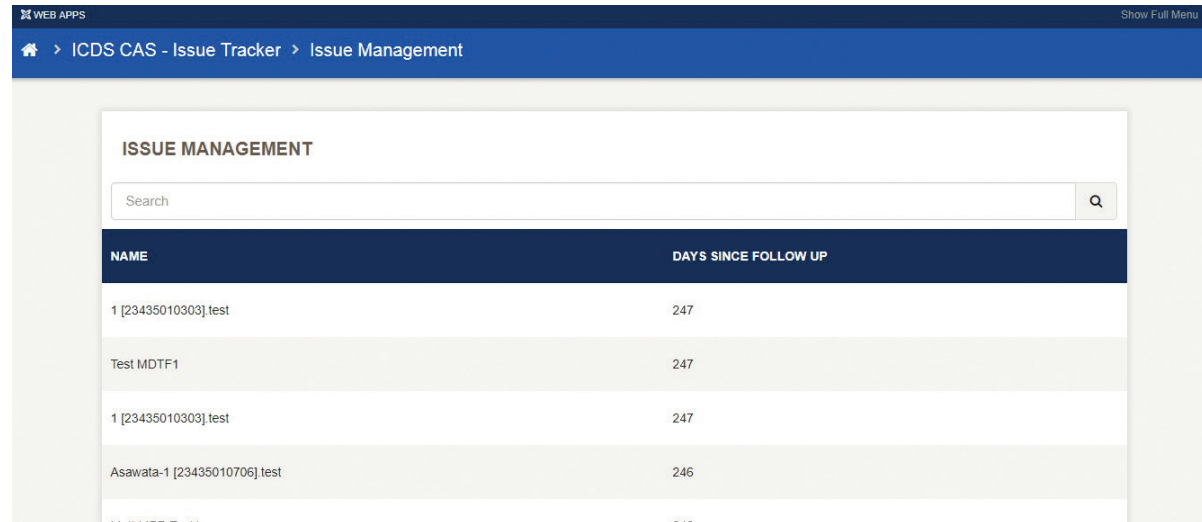 WEB APPS
Show Full Menu
> ICDS CAS - Issue Tracker > Issue Management
ISSUE MANAGEMENT
Search
NAME DAYS SINCE FOLLOW UP
1 [23435010303].test 247
Test MDTF1 247
1 [23435010303].test 247
Asawata-1 [23435010706].test 246